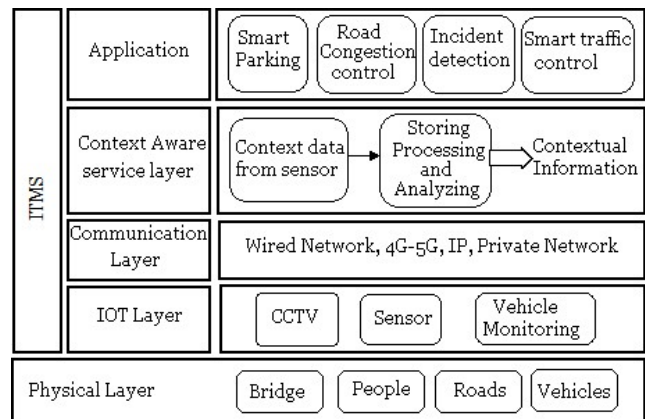 ITMS
Application
Smart
Parking
Road
Congestion
control
Incident
detection
Smart traffic
control
Context Aware
service layer
Context data
from sensor
Storing
Processing
and
Analyzing
Contextual
Information
Communication
Layer
Wired Network, 4G-5G, IP, Private Network
IOT Layer
CCTV
Sensor
Vehicle
Monitoring
Physical Layer
Bridge
People
Roads
Vehicles